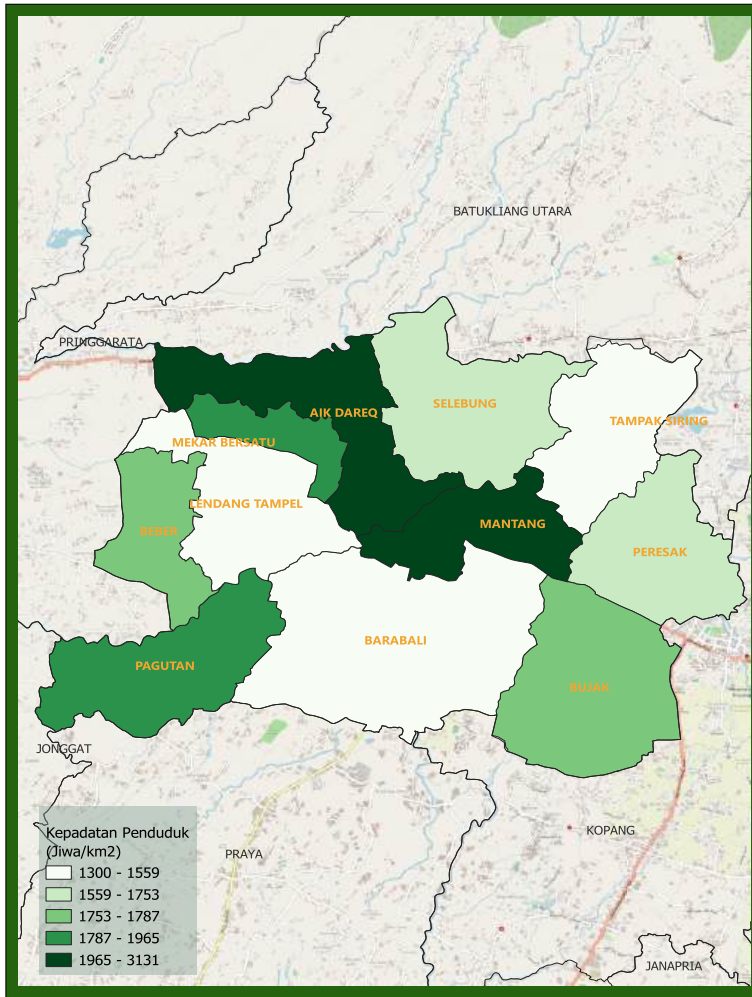 BATUKLIANG UTARA
PRINGGARATA
SELEBUNG
AIK DAREQ
TAMPAK SIRING
MEKAR BERSATU
LENDANG TAMPEL
MANTANG
BEBER
PERESAK
BARABALI
PAGUTAN
BUJAK
JONGGAT
Kepadatan Penduduk
(Jiwa/km2)
1300 - 1559
1559 - 1753
1753 - 1787
1787 - 1965
1965 - 3131
PRAYA
KOPANG
JANAPRIA